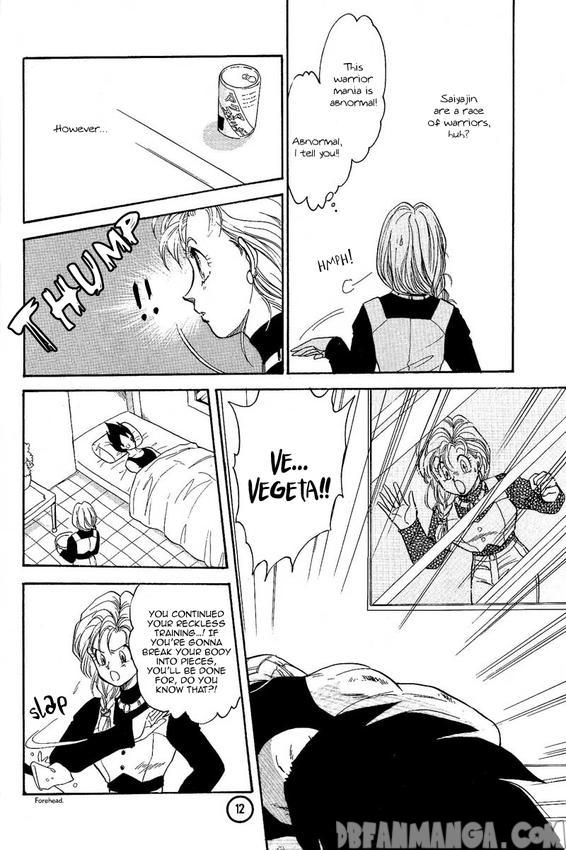 Saiyajin
are a race
of warriors,
huh?
This
warrior
mania is
abnormal!
Abnormal,
I tell you!!
HMPH!
However...
THUMP
!!
VE...
VEGETA!!
YOU CONTINUED
YOUR RECKLESS
TRAINING...! IF
YOU'RE GONNA
BREAK YOUR BODY
INTO PIECES,
YOU'LL BE DONE
FOR, DO YOU
KNOW THAT?!
slap
Forehead.
12
DBFANMANGA.COM